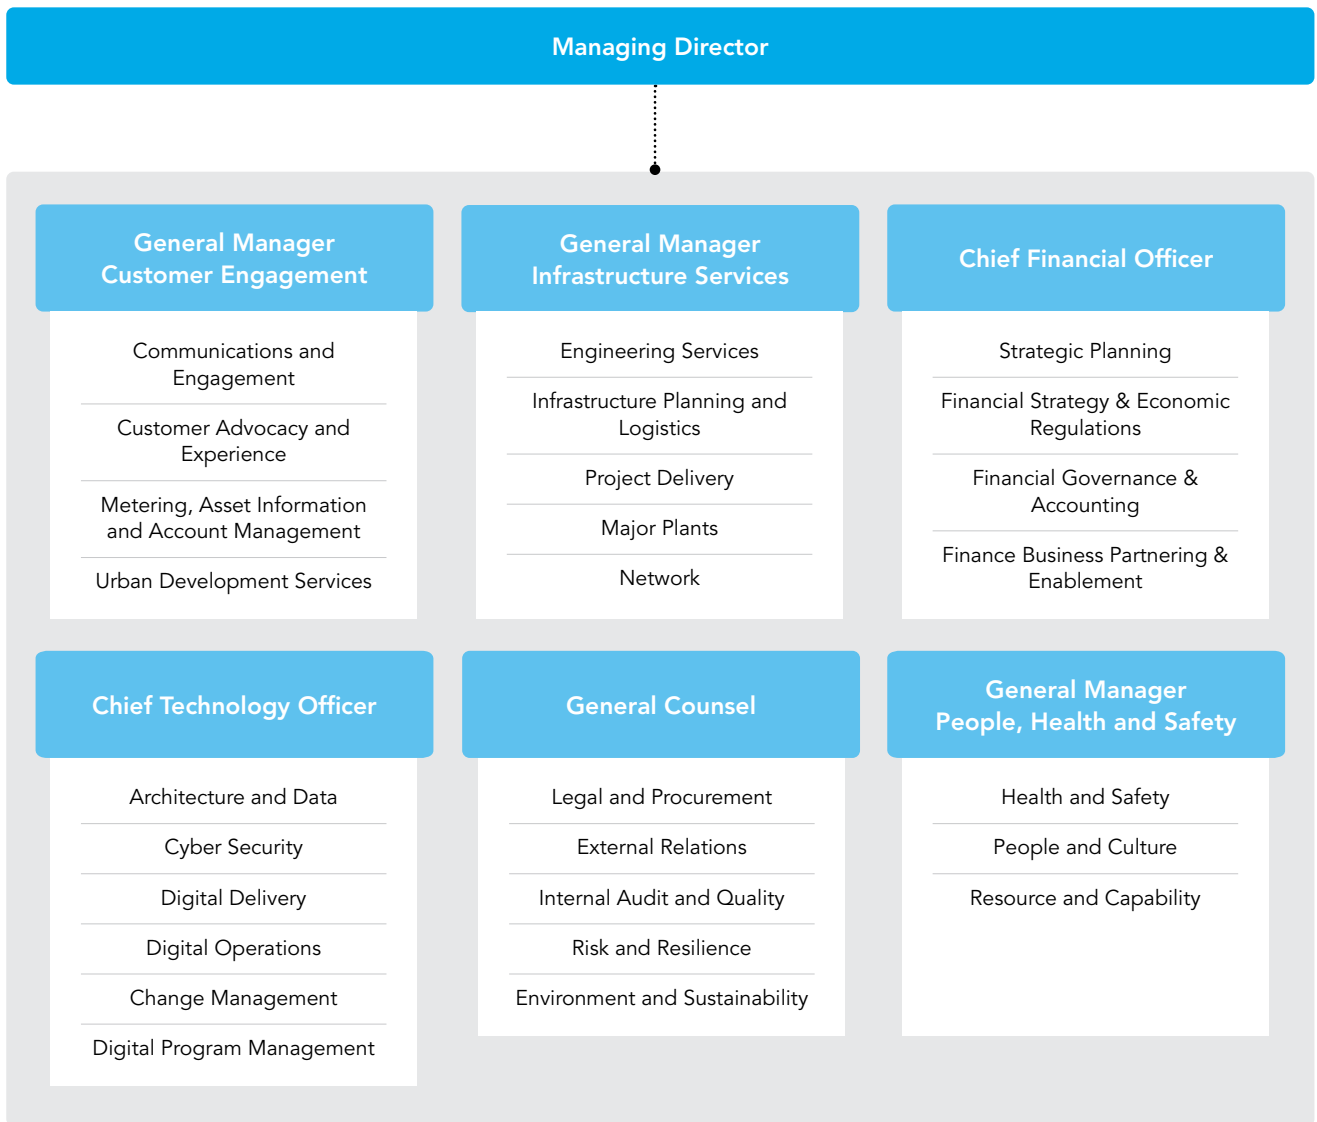 Managing Director
General Manager
Customer Engagement
Communications and
Engagement
Customer Advocacy and
Experience
Metering, Asset Information
and Account Management
Urban Development Services
General Manager
Infrastructure Services
Engineering Services
Infrastructure Planning and
Logistics
Project Delivery
Major Plants
Network
Chief Financial Officer
Strategic Planning
Financial Strategy & Economic
Regulations
Financial Governance &
Accounting
Finance Business Partnering &
Enablement
Chief Technology Officer
Architecture and Data
Cyber Security
Digital Delivery
Digital Operations
Change Management
Digital Program Management
General Counsel
Legal and Procurement
External Relations
Internal Audit and Quality
Risk and Resilience
Environment and Sustainability
General Manager
People, Health and Safety
Health and Safety
People and Culture
Resource and Capability